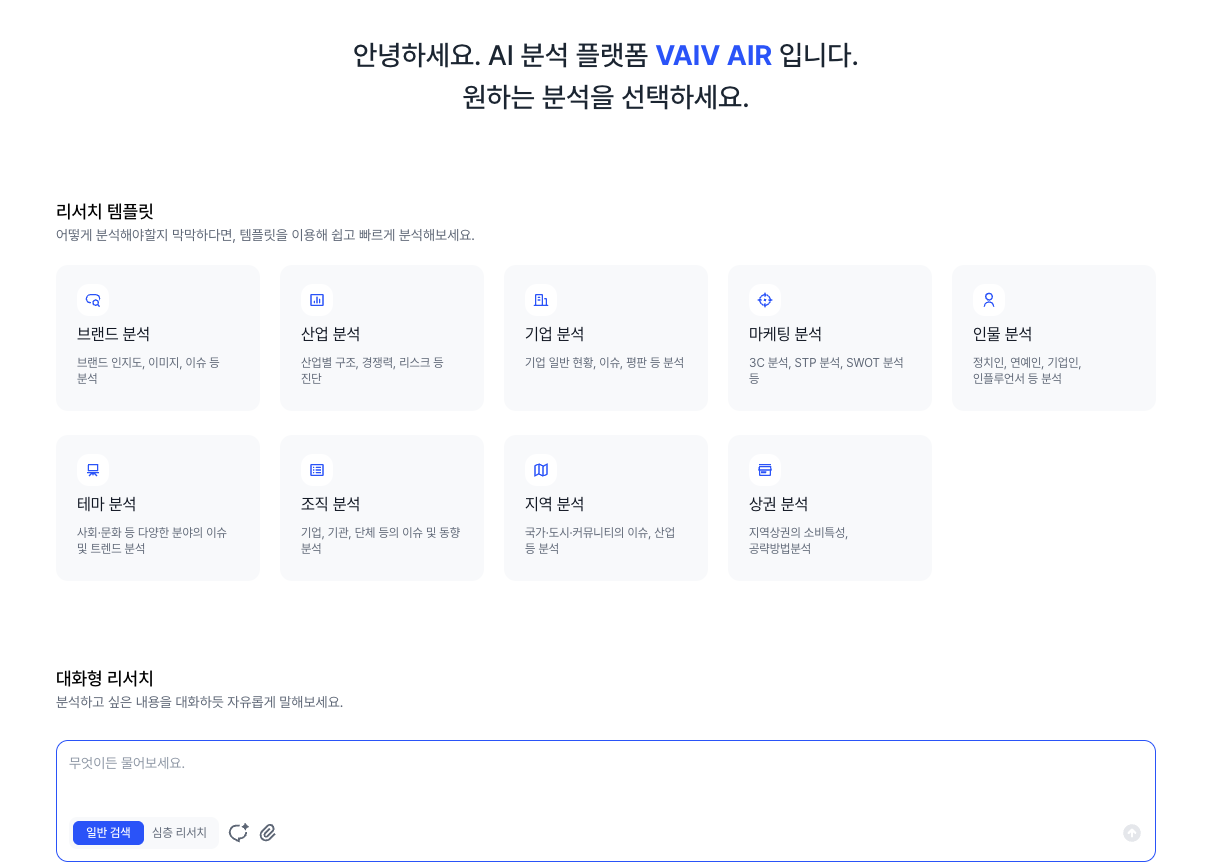 안녕하세요. AI 분석 플랫폼 VAIV AIR 입니다.
원하는 분석을 선택하세요.
리서치 템플릿
어떻게 분석해야할지 막막하다면, 템플릿을 이용해 쉽고 빠르게 분석해보세요.
브랜드 분석
브랜드 인지도, 이미지, 이슈 등
분석
산업 분석
산업별 구조, 경쟁력, 리스크 등
진단
기업 분석
기업 일반 현황, 이슈, 평판 등 분석
마케팅 분석
3C 분석, STP 분석, SWOT 분석
등
인물 분석
정치인, 연예인, 기업인,
인플루언서 등 분석
테마 분석
사회·문화 등 다양한 분야의 이슈
및 트렌드 분석
조직 분석
기업, 기관, 단체 등의 이슈 및 동향
분석
지역 분석
국가·도시·커뮤니티의 이슈, 산업
등 분석
상권 분석
지역상권의 소비특성,
공략방법분석
대화형 리서치
분석하고 싶은 내용을 대화하듯 자유롭게 말해보세요.
무엇이든 물어보세요.
일반 검색 심층 리서치